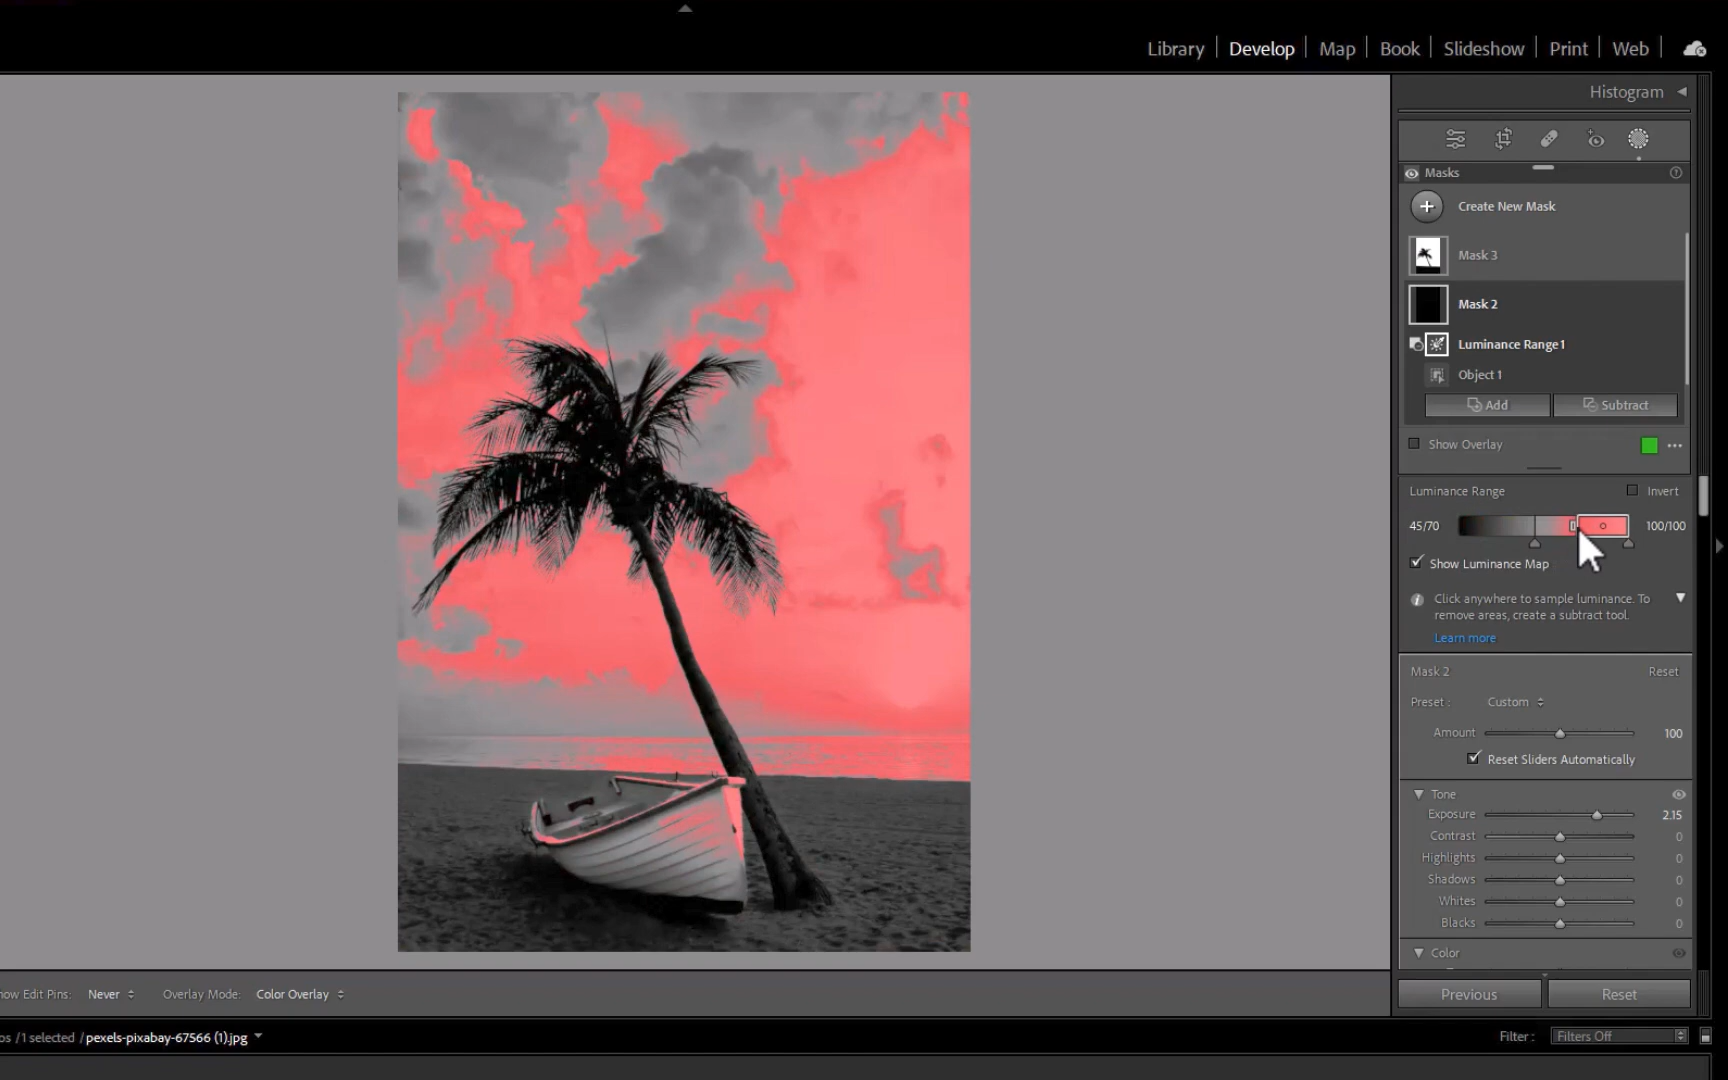 Library | Develop | Map | Book | Slideshow | Print | Web |
Histogram
Masks
Create New Mask
Mask 3
Mask 2
Luminance Range 1
Object 1
Add Subtract
Show Overlay
Luminance Range Invert
45/70 100/100
Show Luminance Map
Click anywhere to sample luminance. To
remove areas, create a subtract tool.
Learn more
Mask 2 Reset
Preset : Custom
Amount 100
Reset Sliders Automatically
Tone
Exposure 2.15
Contrast 0
Highlights 0
Shadows 0
Whites 0
Blacks 0
Color
Previous Reset
how Edit Pins: Never Overlay Mode: Color Overlay
os / 1 selected / pexels-pixabay-67566 (1).jpg Filter : Filters Off